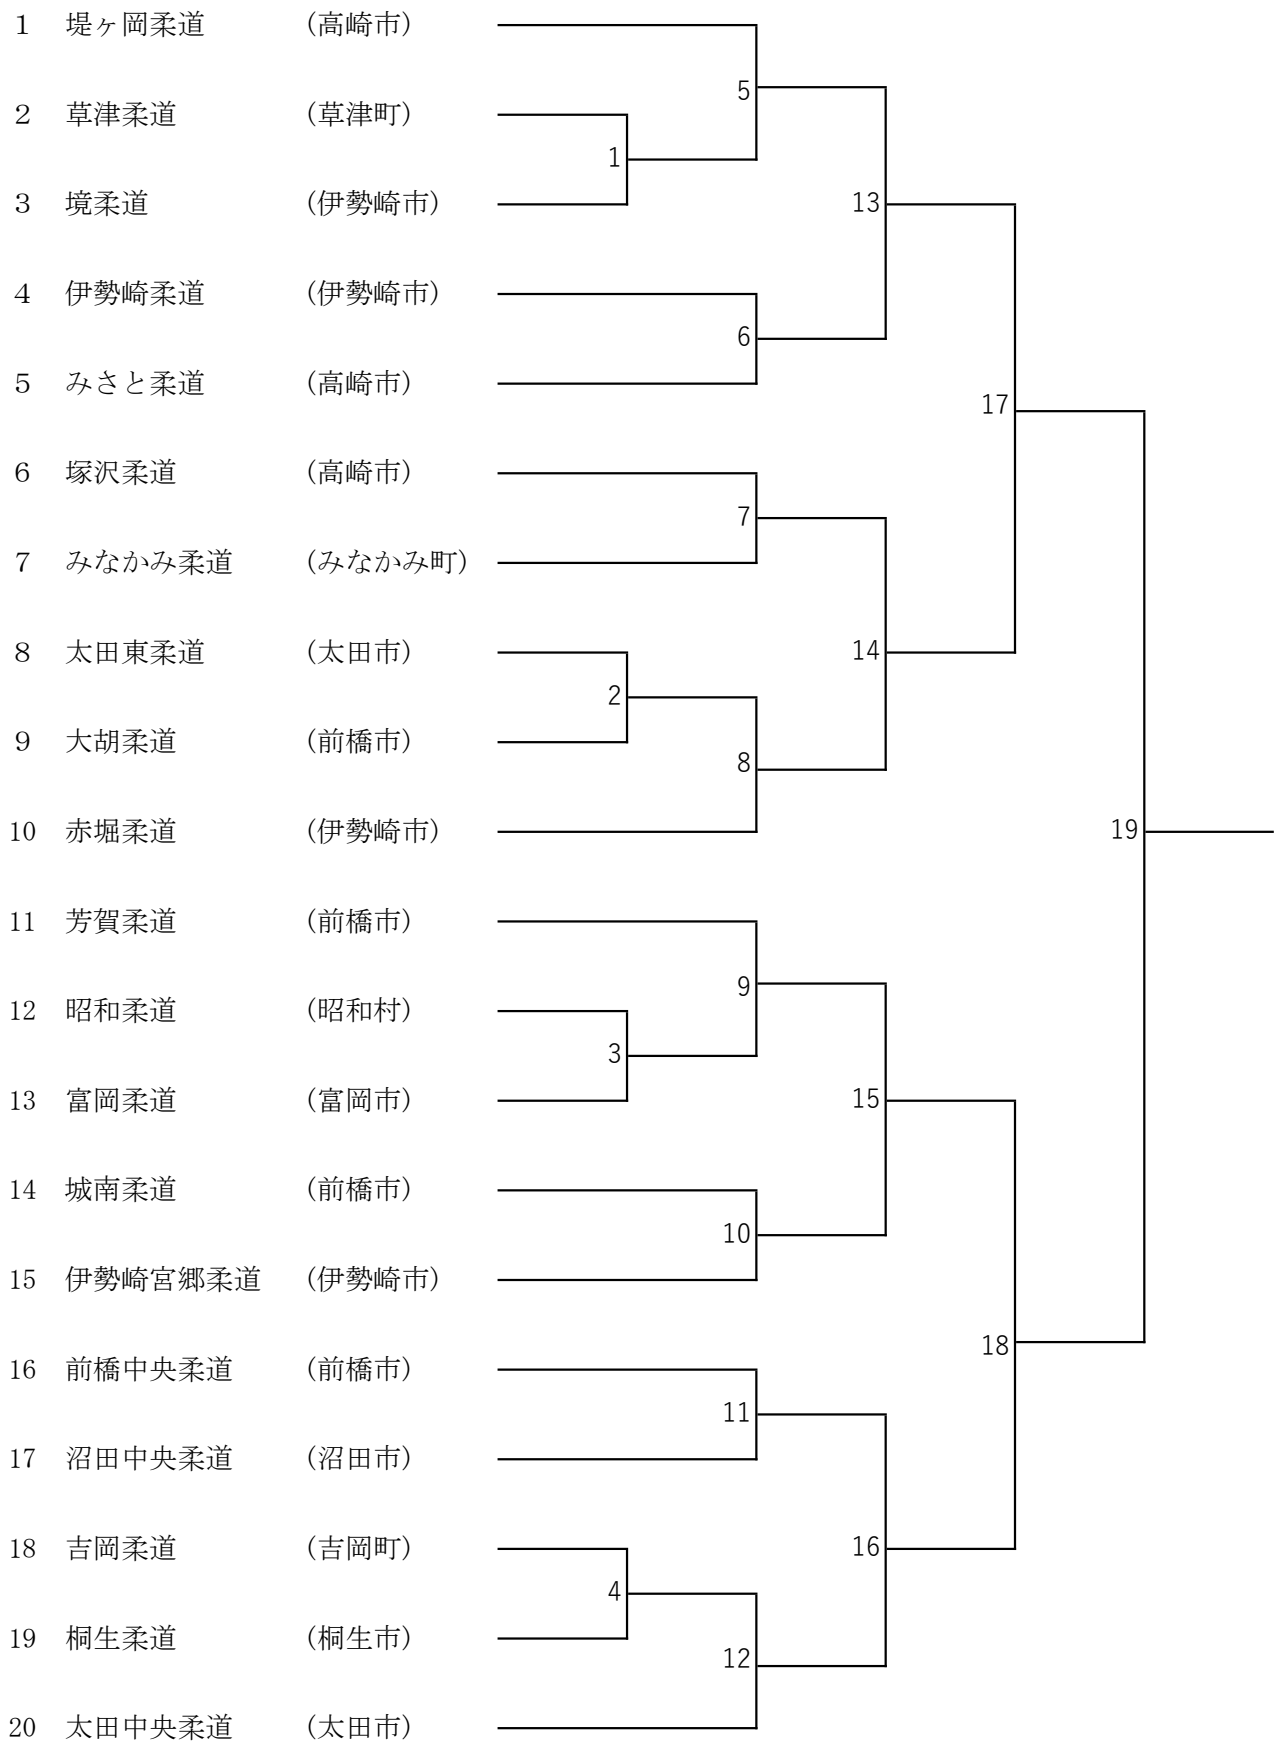 1 堤ヶ岡柔道 (高崎市)
5
2 草津柔道 (草津町)
1
3 境柔道 (伊勢崎市) 13
4 伊勢崎柔道 (伊勢崎市)
6
5 みさと柔道 (高崎市)
17
6 塚沢柔道 (高崎市)
7
7 みなかみ柔道 (みなかみ町)
8 太田東柔道 (太田市) 14
2
9 大胡柔道 (前橋市)
8
10 赤堀柔道 (伊勢崎市) 19
11 芳賀柔道 (前橋市)
9
12 昭和柔道 (昭和村)
3
13 富岡柔道 (富岡市) 15
14 城南柔道 (前橋市)
10
15 伊勢崎宮郷柔道 (伊勢崎市)
18
16 前橋中央柔道 (前橋市)
11
17 沼田中央柔道 (沼田市)
18 吉岡柔道 (吉岡町) 16
4
19 桐生柔道 (桐生市)
12
20 太田中央柔道 (太田市)